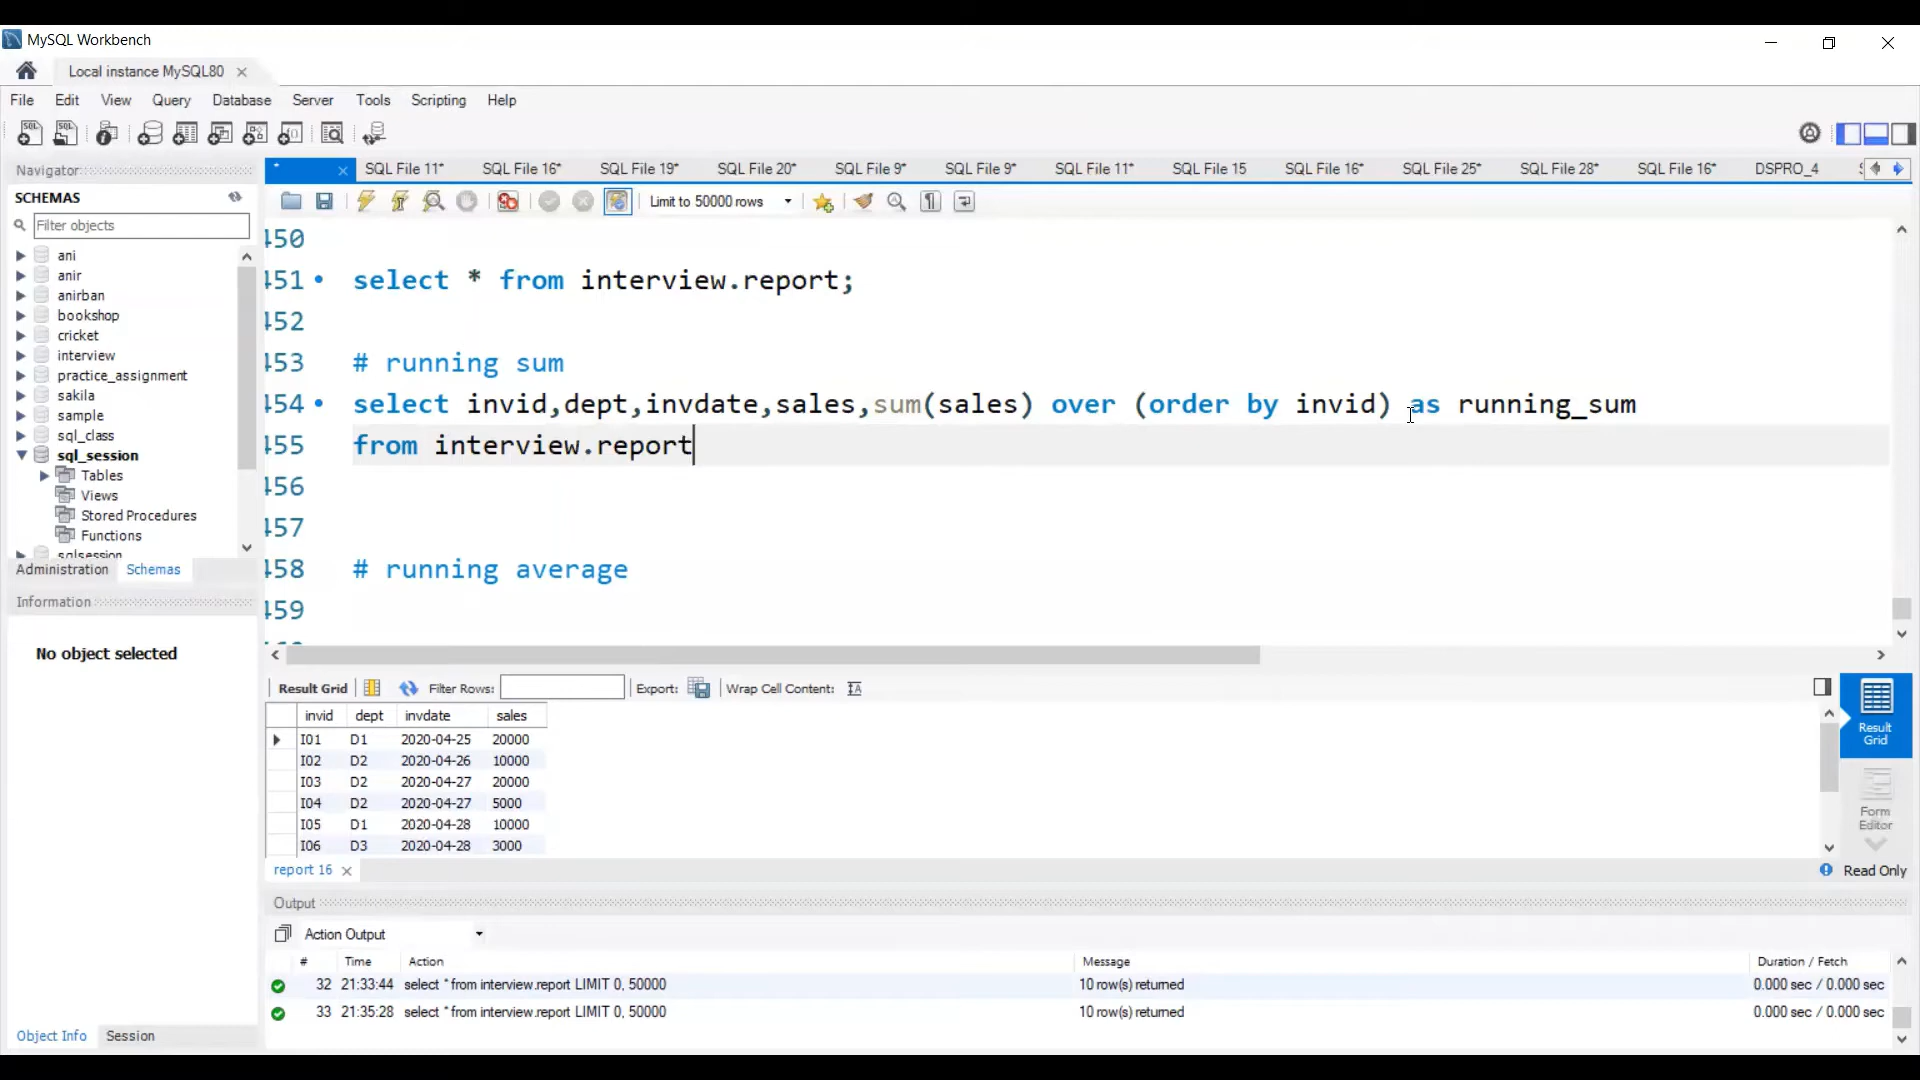 MySQL Workbench
Local instance MySQL80
File Edit View Query Database Server Tools Scripting Help
Navigator
SQL File 11* SQL File 16* SQL File 19* SQL File 20* SQL File 9* SQL File 9* SQL File 11* SQL File 15 SQL File 16* SQL File 25* SQL File 28* SQL File 16* DSPRO_4
SCHEMAS
Limit to 50000 rows
Filter objects
ani
anir
anirban
bookshop
cricket
interview
practice_assignment
sakila
sample
sql_class
sql_session
Tables
Views
Stored Procedures
Functions
sqlsession
Administration Schemas
Information
No object selected
Object Info Session
450
451 select * from interview.report;
452
453 # running sum
454 select invid,dept,invdate,sales,sum(sales) over (order by invid) as running_sum
455 from interview.report
456
457
458 # running average
459
Result Grid Filter Rows: Export: Wrap Cell Content:
invid dept invdate sales
I01 D1 2020-04-25 20000
I02 D2 2020-04-26 10000
I03 D2 2020-04-27 20000
I04 D2 2020-04-27 5000
I05 D1 2020-04-28 10000
I06 D3 2020-04-28 3000
Result Grid
Form Editor
report 16
Read Only
Output
Action Output
# Time Action Message Duration / Fetch
32 21:33:44 select * from interview.report LIMIT 0, 50000 10 row(s) returned 0.000 sec / 0.000 sec
33 21:35:28 select * from interview.report LIMIT 0, 50000 10 row(s) returned 0.000 sec / 0.000 sec